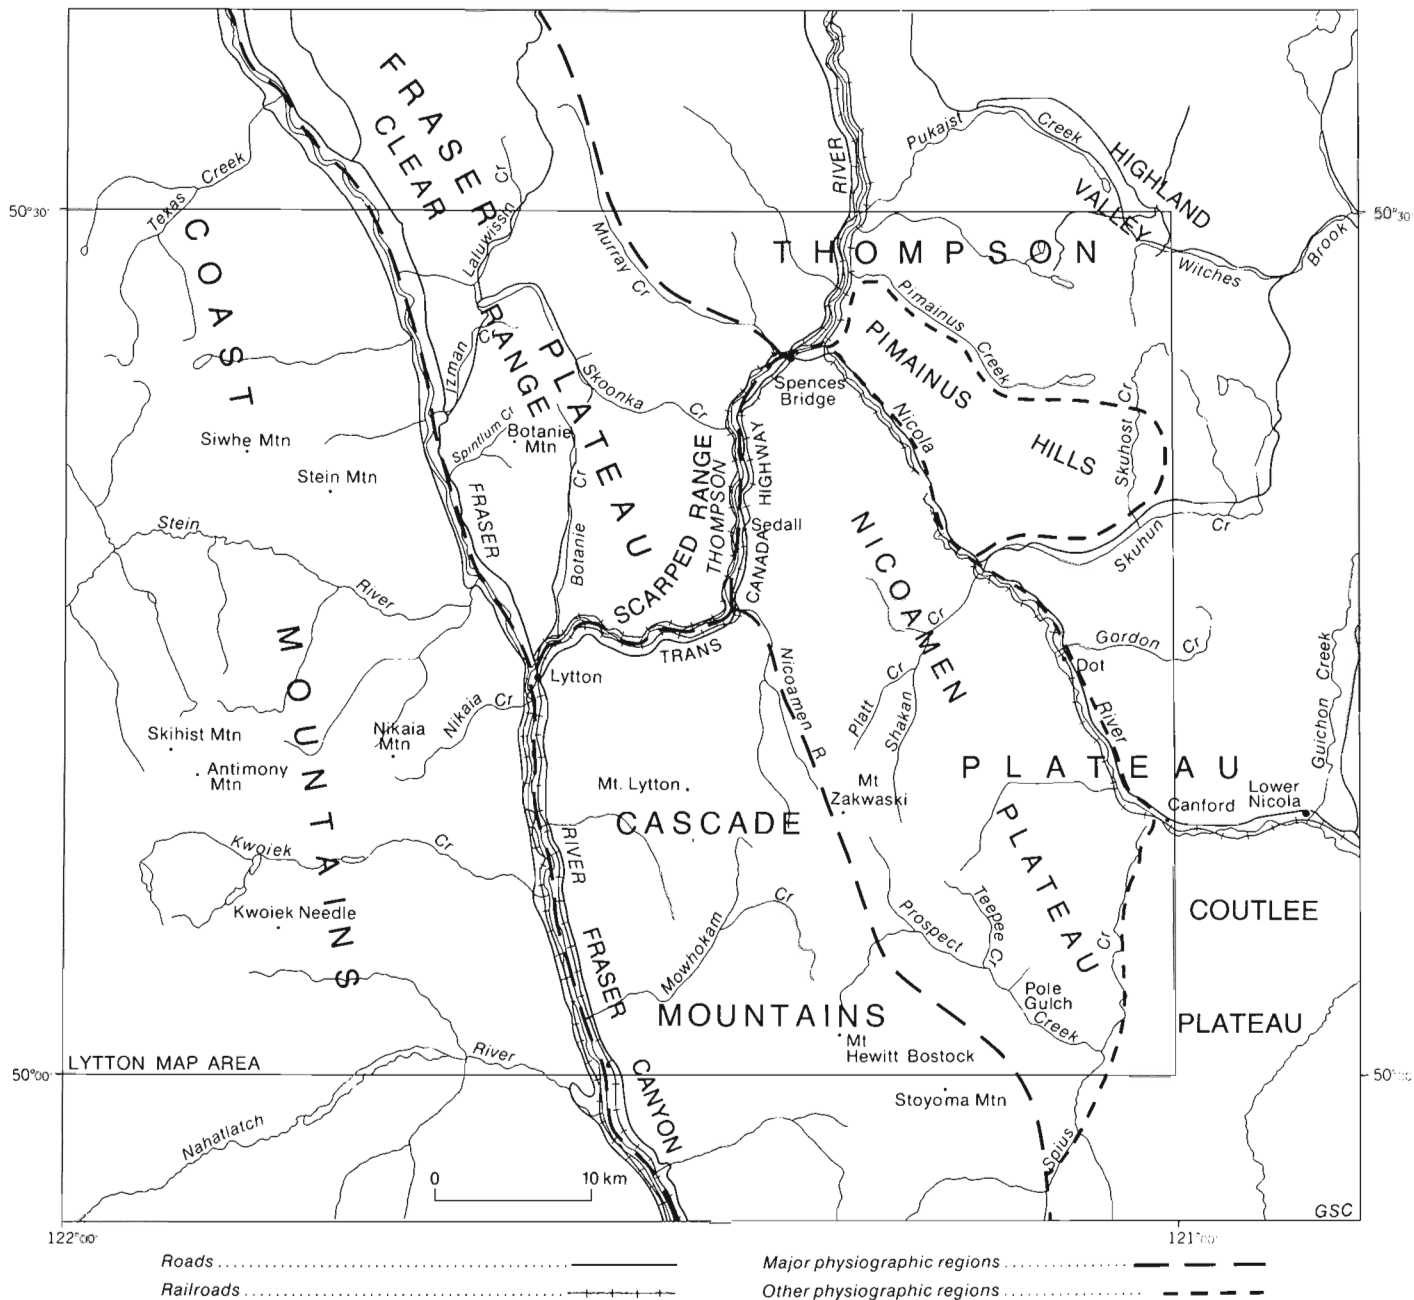 FRASER
CLEAR
RIVER
Pukaist
Creek
HIGHLAND
VALLEY
Texas Creek
Laluwissin Cr
50°30'
50°30'
COAST
Murray Cr
THOMPSON
Witches
Brook
RANGE
PLATEAU
Izman Cr
Pimainus
Creek
PIMAINUS
Skoonka
Cr
Spences
Bridge
Nicola
HILLS
Skuhost Cr
Siwhe Mtn
Spintlum Cr
Botanie
Mtn
Stein Mtn
FRASER
SCARPED RANGE
THOMPSON
HIGHWAY
Sedall
CANADA
NICOAMEN
Skuhun
Cr
Stein
River
Botanie
Cr
TRANS
Cr
Gordon Cr
Dot
Guichon Creek
MOUNTAINS
Lytton
Nicoamen R
Platt
Cr
Shakan
River
Nikaia
Cr
Skihist Mtn
Nikaia
Mtn
Antimony
Mtn
Mt. Lytton
Mt
Zakwaski
PLATEAU
Canford
Lower
Nicola
CASCADE
RIVER
PLATEAU
Kwoiek
Cr
Kwoiek Needle
Cr
Mowhokam
Prospect
Teepee Cr
Cr
COUTLEE
FRASER
Pole
Gulch
Creek
MOUNTAINS
PLATEAU
Mt
Hewitt Bostock
LYTTON MAP AREA
River
50°00'
CANYON
Stoyoma Mtn
Nahatlatch
Spius
0
10 km
GSC
122°00'
121°00'
Roads
Major physiographic regions
Railroads
Other physiographic regions